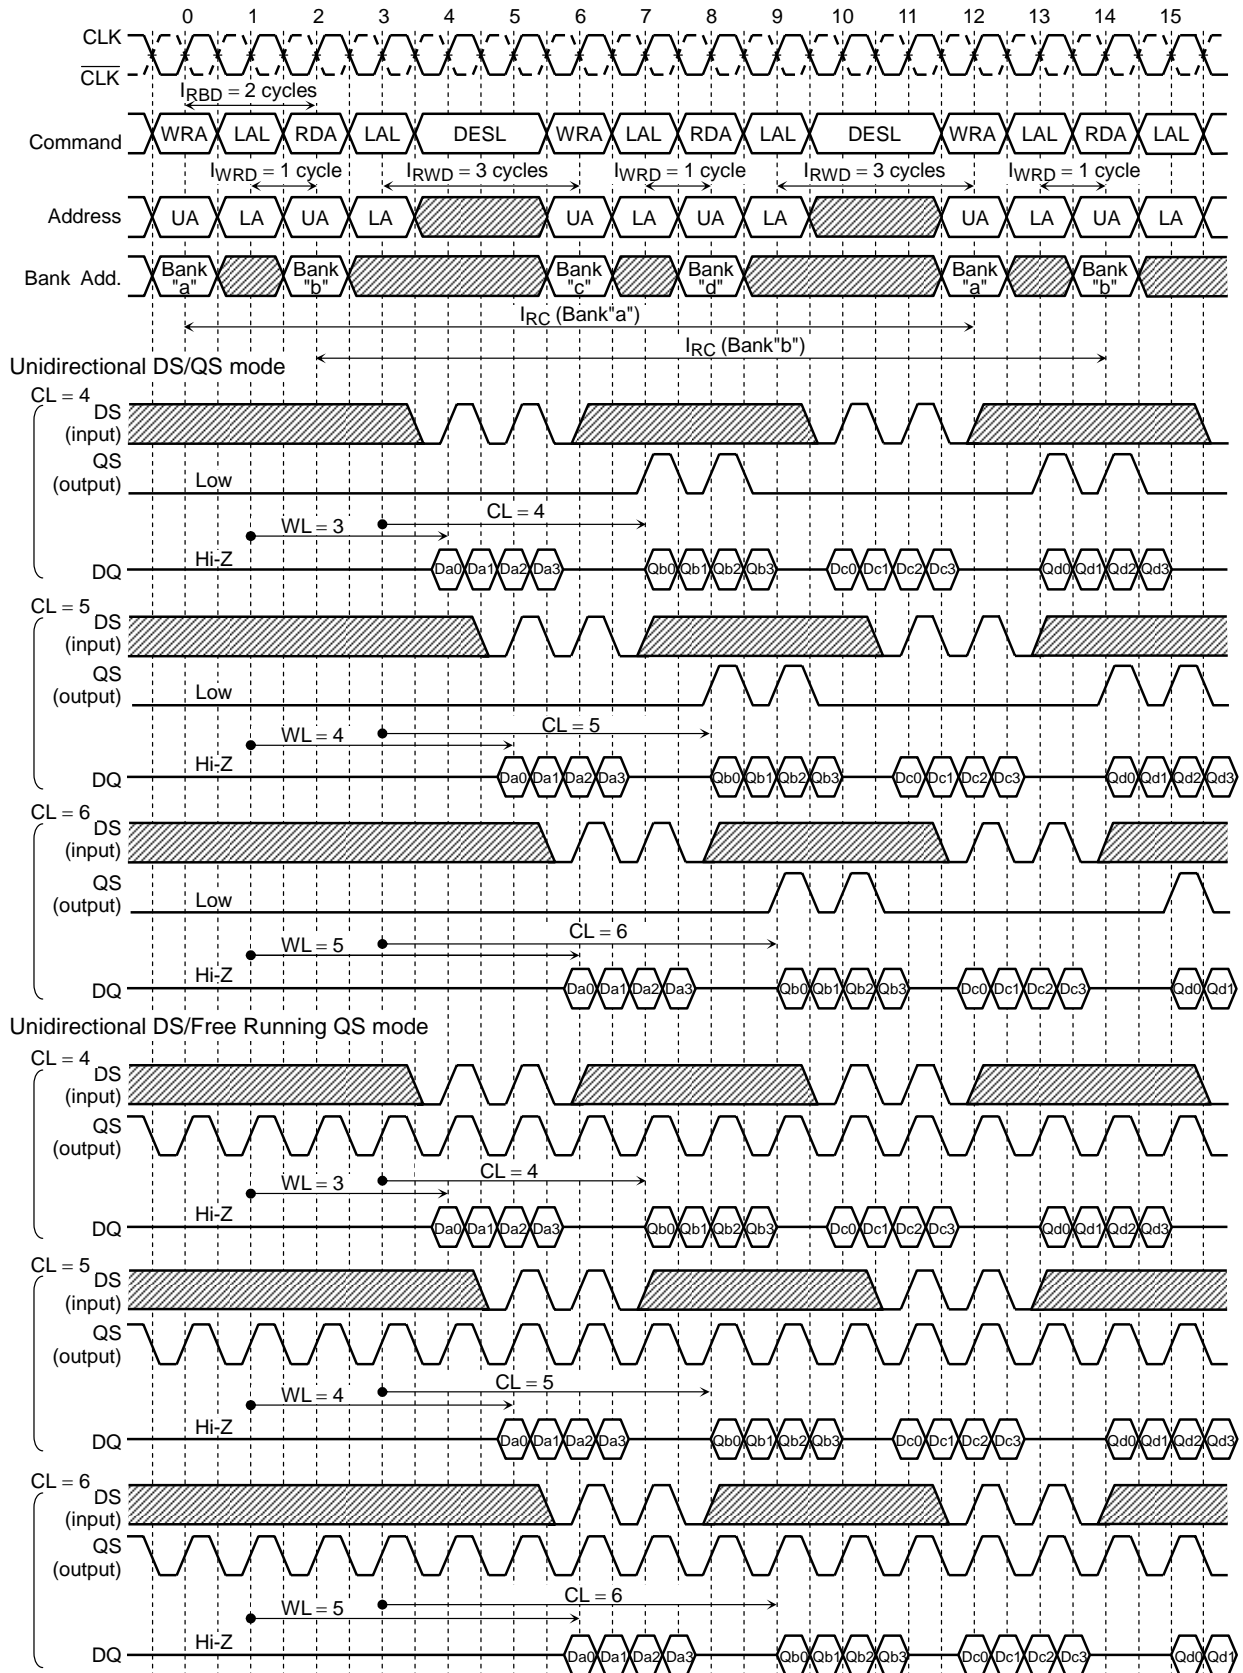 0 1 2 3 4 5 6 7 8 9 10 11 12 13 14 15
CLK
CLK
IRBD = 2 cycles
Command WRA LAL RDA LAL DESL WRA LAL RDA LAL DESL WRA LAL RDA LAL
IWRD = 1 cycle IRWD = 3 cycles IWRD = 1 cycle IRWD = 3 cycles IWRD = 1 cycle
Address UA LA UA LA UA LA UA LA UA LA UA LA
Bank Add. Bank "a" Bank "b" Bank "c" Bank "d" Bank "a" Bank "b"
IRC (Bank"a")
IRC (Bank"b")
Unidirectional DS/QS mode
CL = 4
DS
(input)
QS
(output) Low
CL = 4
WL = 3
Hi-Z
DQ Da0 Da1 Da2 Da3 Qb0 Qb1 Qb2 Qb3 Dc0 Dc1 Dc2 Dc3 Qd0 Qd1 Qd2 Qd3
CL = 5
DS
(input)
QS
(output) Low
CL = 5
WL = 4
Hi-Z
DQ Da0 Da1 Da2 Da3 Qb0 Qb1 Qb2 Qb3 Dc0 Dc1 Dc2 Dc3 Qd0 Qd1 Qd2 Qd3
CL = 6
DS
(input)
QS
(output) Low
CL = 6
WL = 5
Hi-Z
DQ Da0 Da1 Da2 Da3 Qb0 Qb1 Qb2 Qb3 Dc0 Dc1 Dc2 Dc3 Qd0 Qd1
Unidirectional DS/Free Running QS mode
CL = 4
DS
(input)
QS
(output)
CL = 4
WL = 3
Hi-Z
DQ Da0 Da1 Da2 Da3 Qb0 Qb1 Qb2 Qb3 Dc0 Dc1 Dc2 Dc3 Qd0 Qd1 Qd2 Qd3
CL = 5
DS
(input)
QS
(output)
CL = 5
WL = 4
Hi-Z
DQ Da0 Da1 Da2 Da3 Qb0 Qb1 Qb2 Qb3 Dc0 Dc1 Dc2 Dc3 Qd0 Qd1 Qd2 Qd3
CL = 6
DS
(input)
QS
(output)
CL = 6
WL = 5
Hi-Z
DQ Da0 Da1 Da2 Da3 Qb0 Qb1 Qb2 Qb3 Dc0 Dc1 Dc2 Dc3 Qd0 Qd1